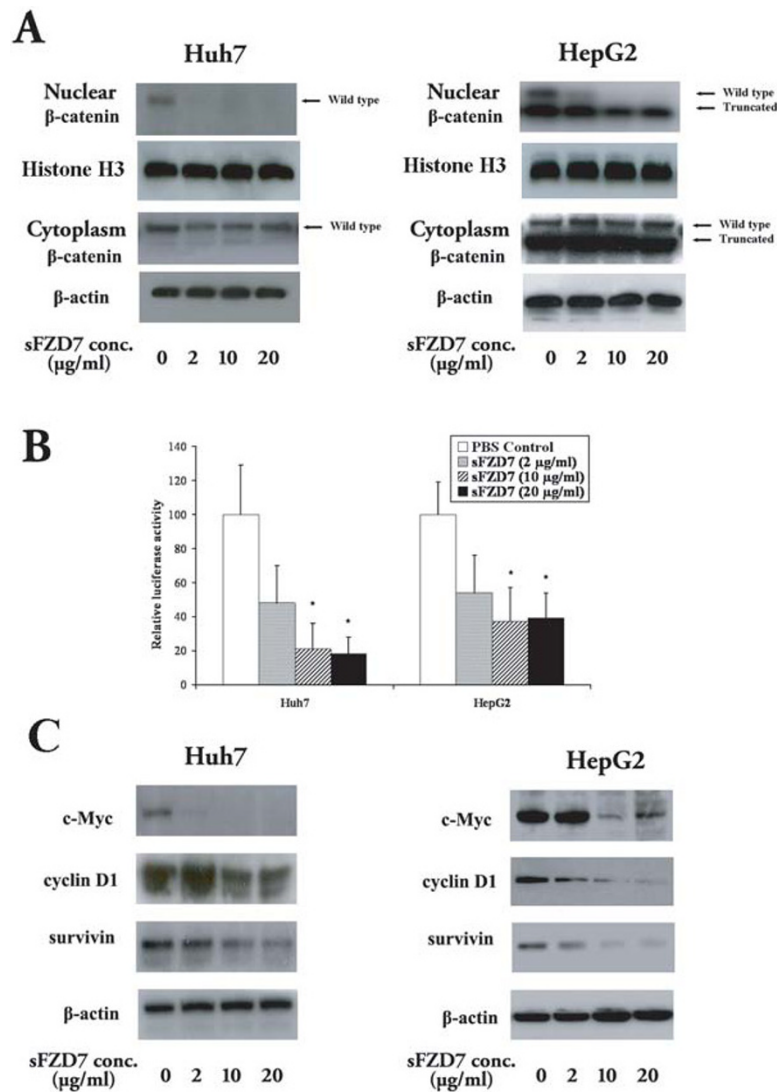 A
Huh7
HepG2
Nuclear
β-catenin
Wild type
Histone H3
Cytoplasm
β-catenin
Wild type
β-actin
sFZD7 conc.
(μg/ml)
0 2 10 20
Nuclear
β-catenin
Wild type
Truncated
Histone H3
Cytoplasm
β-catenin
Wild type
Truncated
β-actin
sFZD7 conc.
(μg/ml)
0 2 10 20
B
Relative luciferase activity
140
120
100
80
60
40
20
0
PBS Control
sFZD7 (2 μg/ml)
sFZD7 (10 μg/ml)
sFZD7 (20 μg/ml)
* * * *
Huh7 HepG2
C
Huh7
HepG2
c-Myc
cyclin D1
survivin
β-actin
sFZD7 conc.
(μg/ml)
0 2 10 20
c-Myc
cyclin D1
survivin
β-actin
sFZD7 conc.
(μg/ml)
0 2 10 20